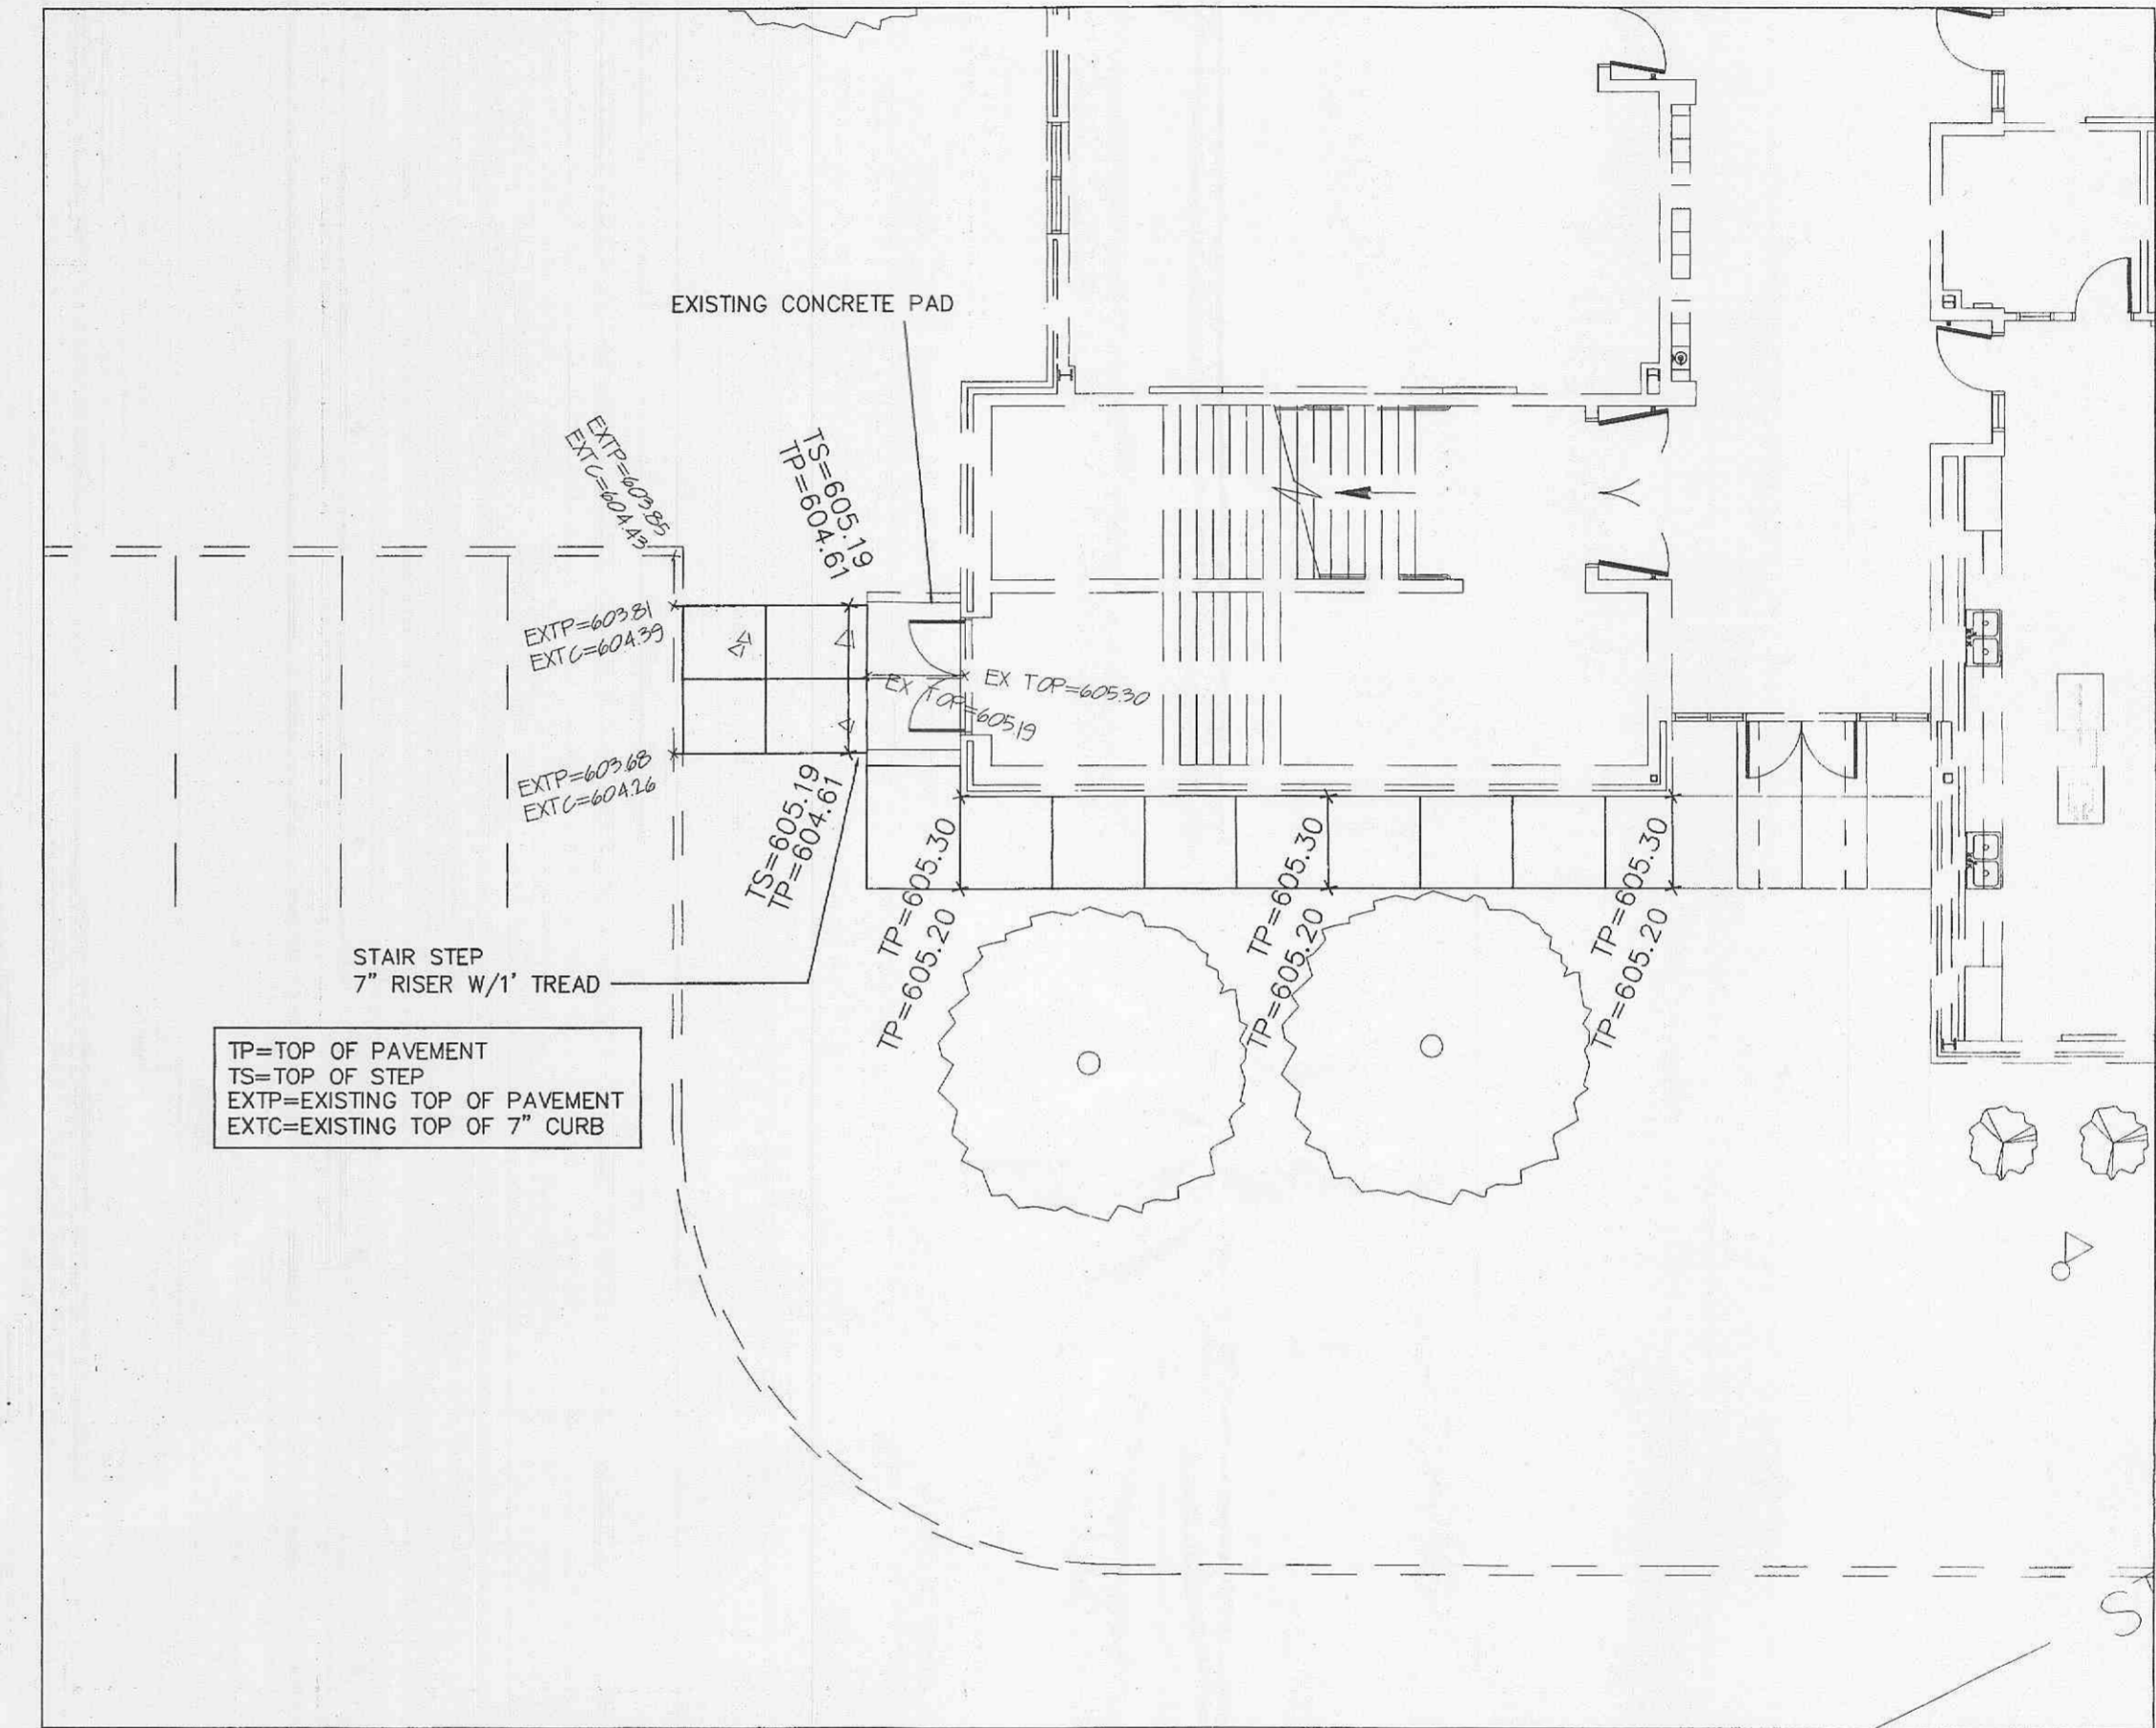 EXISTING CONCRETE PAD
EXTP=603.85
EXTC=604.43
TS=605.19
TP=604.61
EXTP=603.81
EXTC=604.39
EX TOP=605.30
EX TOP=605.19
EXTP=603.68
EXTC=604.26
TS=605.19
TP=604.61
TP=605.30
TP=605.20
TP=605.30
TP=605.20
TP=605.30
TP=605.20
STAIR STEP
7" RISER W/1' TREAD
TP=TOP OF PAVEMENT
TS=TOP OF STEP
EXTP=EXISTING TOP OF PAVEMENT
EXTC=EXISTING TOP OF 7" CURB